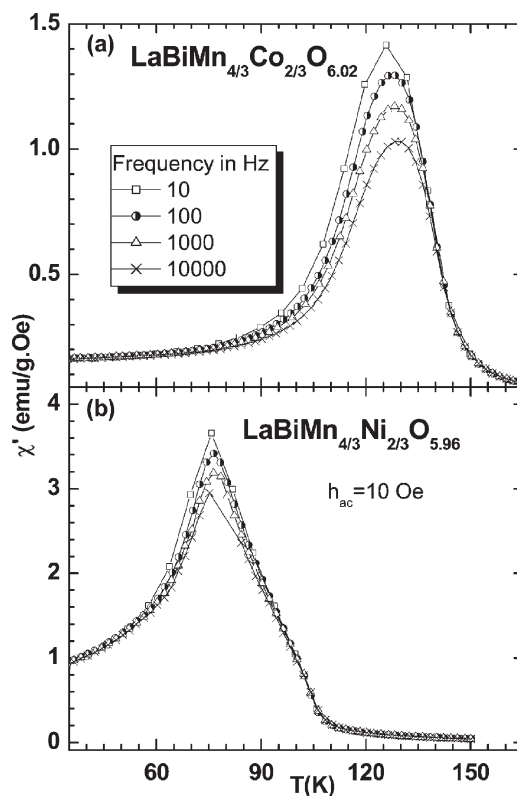 (a)
LaBiMn4/3Co2/3O6.02
Frequency in Hz
10
100
1000
10000
1.5
1.0
0.5
(b)
LaBiMn4/3Ni2/3O5.96
hac=10 Oe
4
3
2
1
0
χ' (emu/g.Oe)
60 90 120 150
T(K)